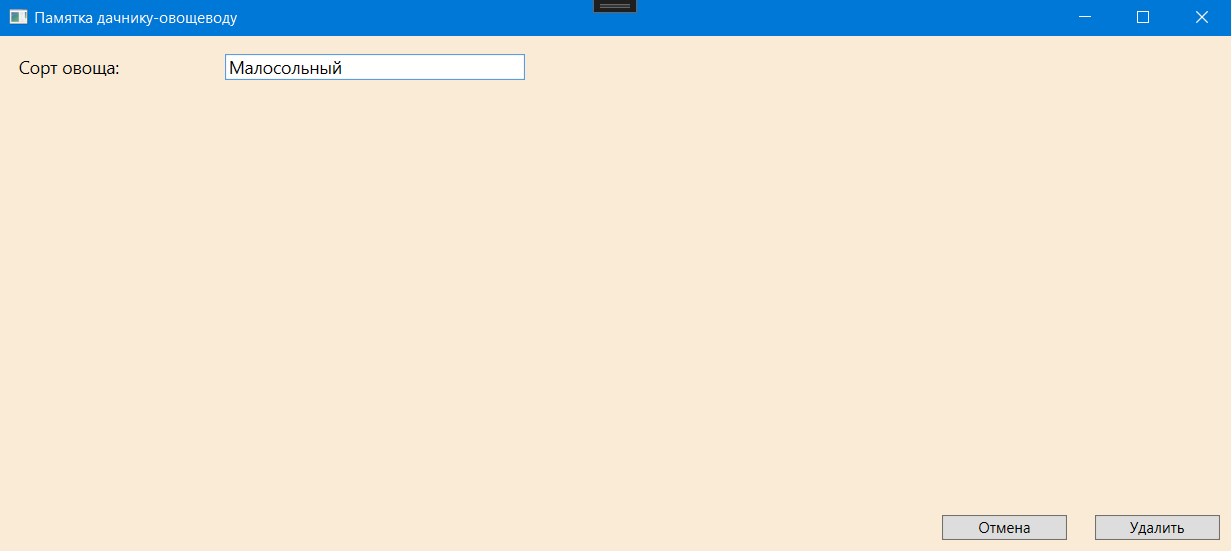 Памятка дачнику-овощеводу
Сорт овоща: Малосольный
Отмена Удалить